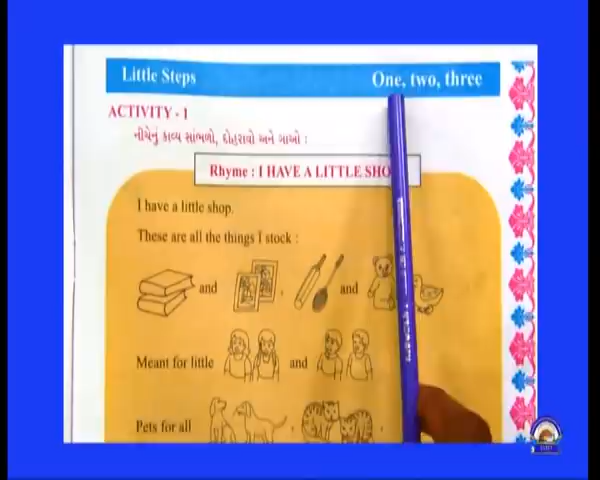 Little Steps One, two, three
ACTIVITY - 1
નીચેનું કાવ્ય સાંભળો, દોહરાવો અને ગાઓ :
Rhyme : I HAVE A LITTLE SHO
I have a little shop.
These are all the things I stock :
and , and
Meant for little and
Pets for all , ,